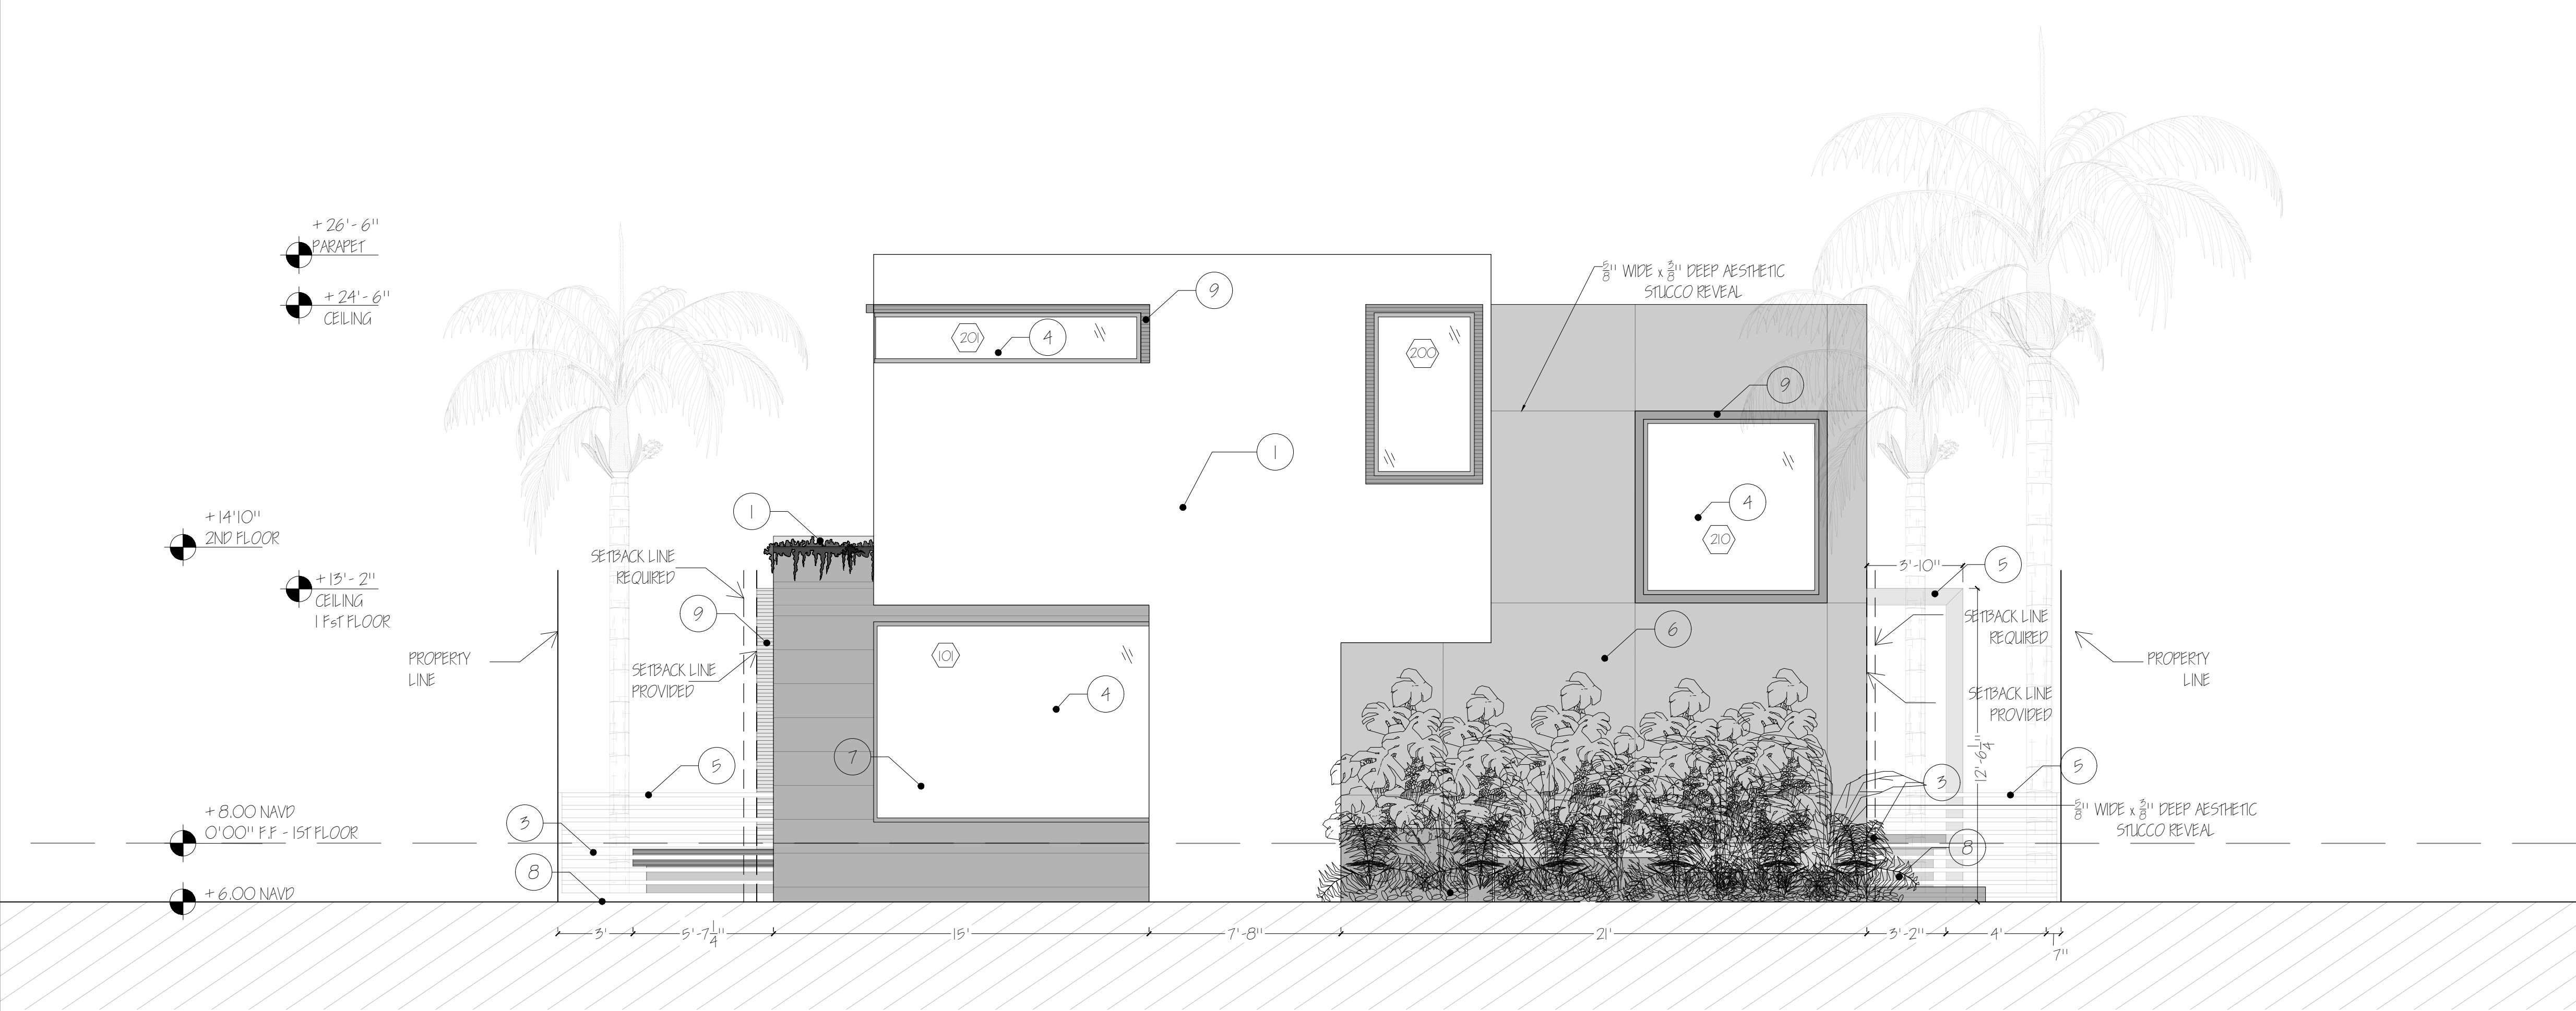 + 26'- 6"
PARAPET
+ 24'- 6"
CEILING
+ 14'10"
2ND FLOOR
+ 13'- 2"
CEILING
1 FsT FLOOR
+ 8.00 NAVD
0'00" F.F - 1ST FLOOR
+ 6.00 NAVD
PROPERTY
LINE
SETBACK LINE
REQUIRED
SETBACK LINE
PROVIDED
5/8" WIDE x 3/8" DEEP AESTHETIC
STUCCO REVEAL
201
4
9
200
9
1
1
4
210
9
6
101
4
7
5
3
8
3'-10"
5
SETBACK LINE
REQUIRED
SETBACK LINE
PROVIDED
PROPERTY
LINE
12'-6 1/4"
5
3
5/8" WIDE x 3/8" DEEP AESTHETIC
STUCCO REVEAL
8
3'
5'-7 1/4"
15'
7'-8"
21'
3'-2"
4'
7"